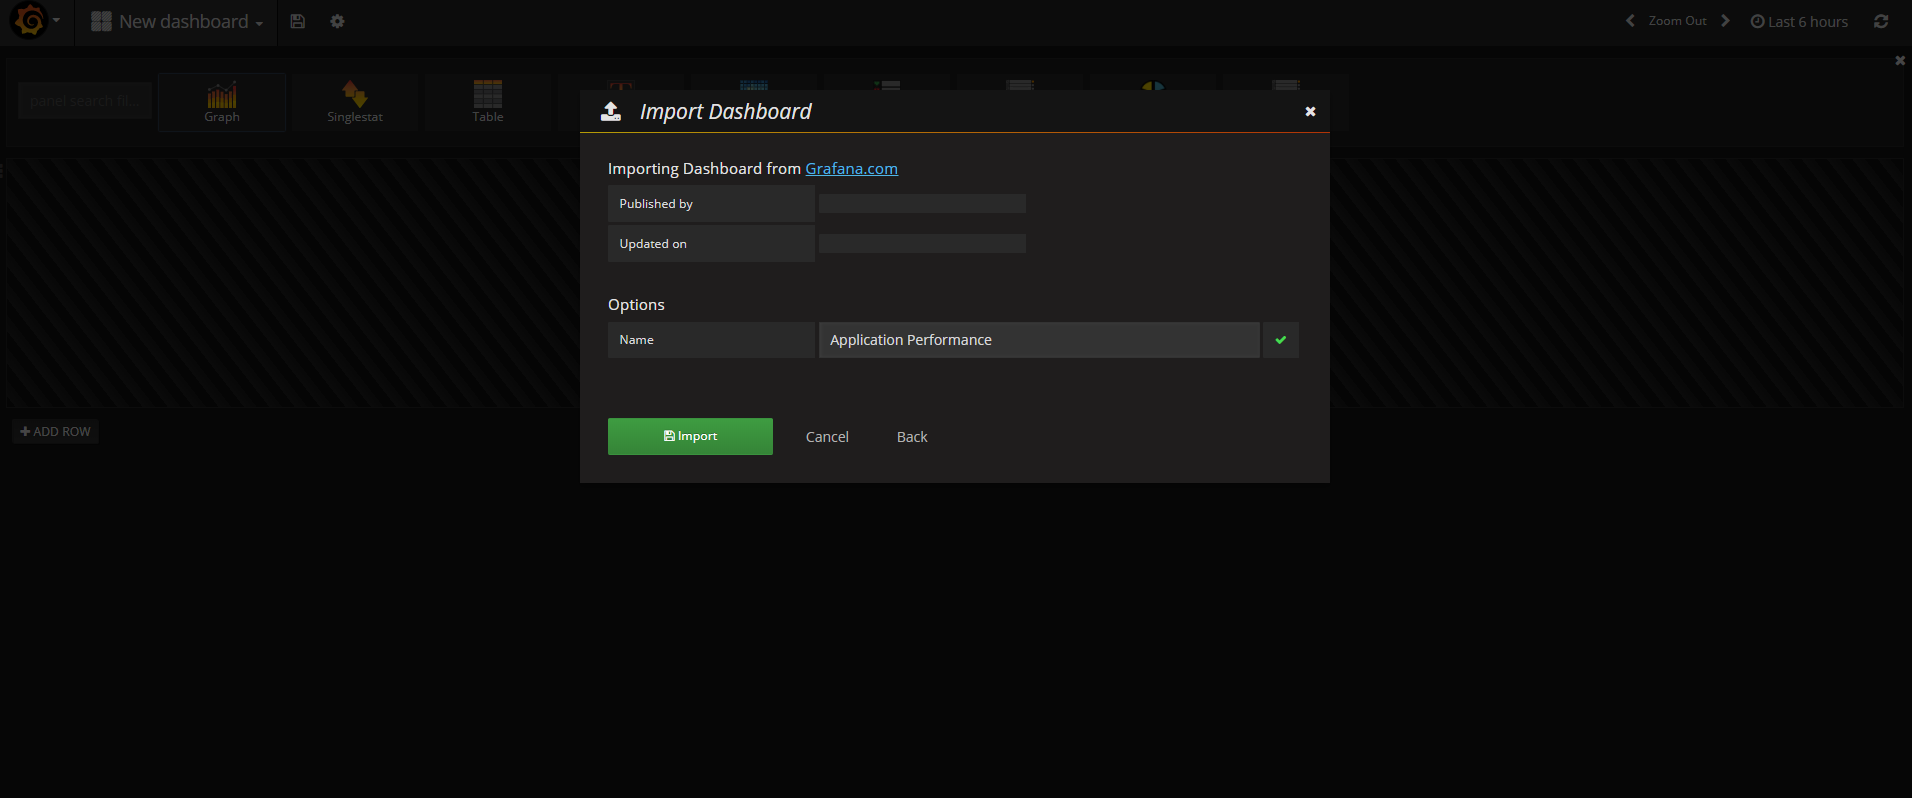 New dashboard
Zoom Out
Last 6 hours
panel search fil...
Graph
Singlestat
Table
Import Dashboard
Importing Dashboard from Grafana.com
Published by
Updated on
Options
Name
Application Performance
Import
Cancel
Back
ADD ROW